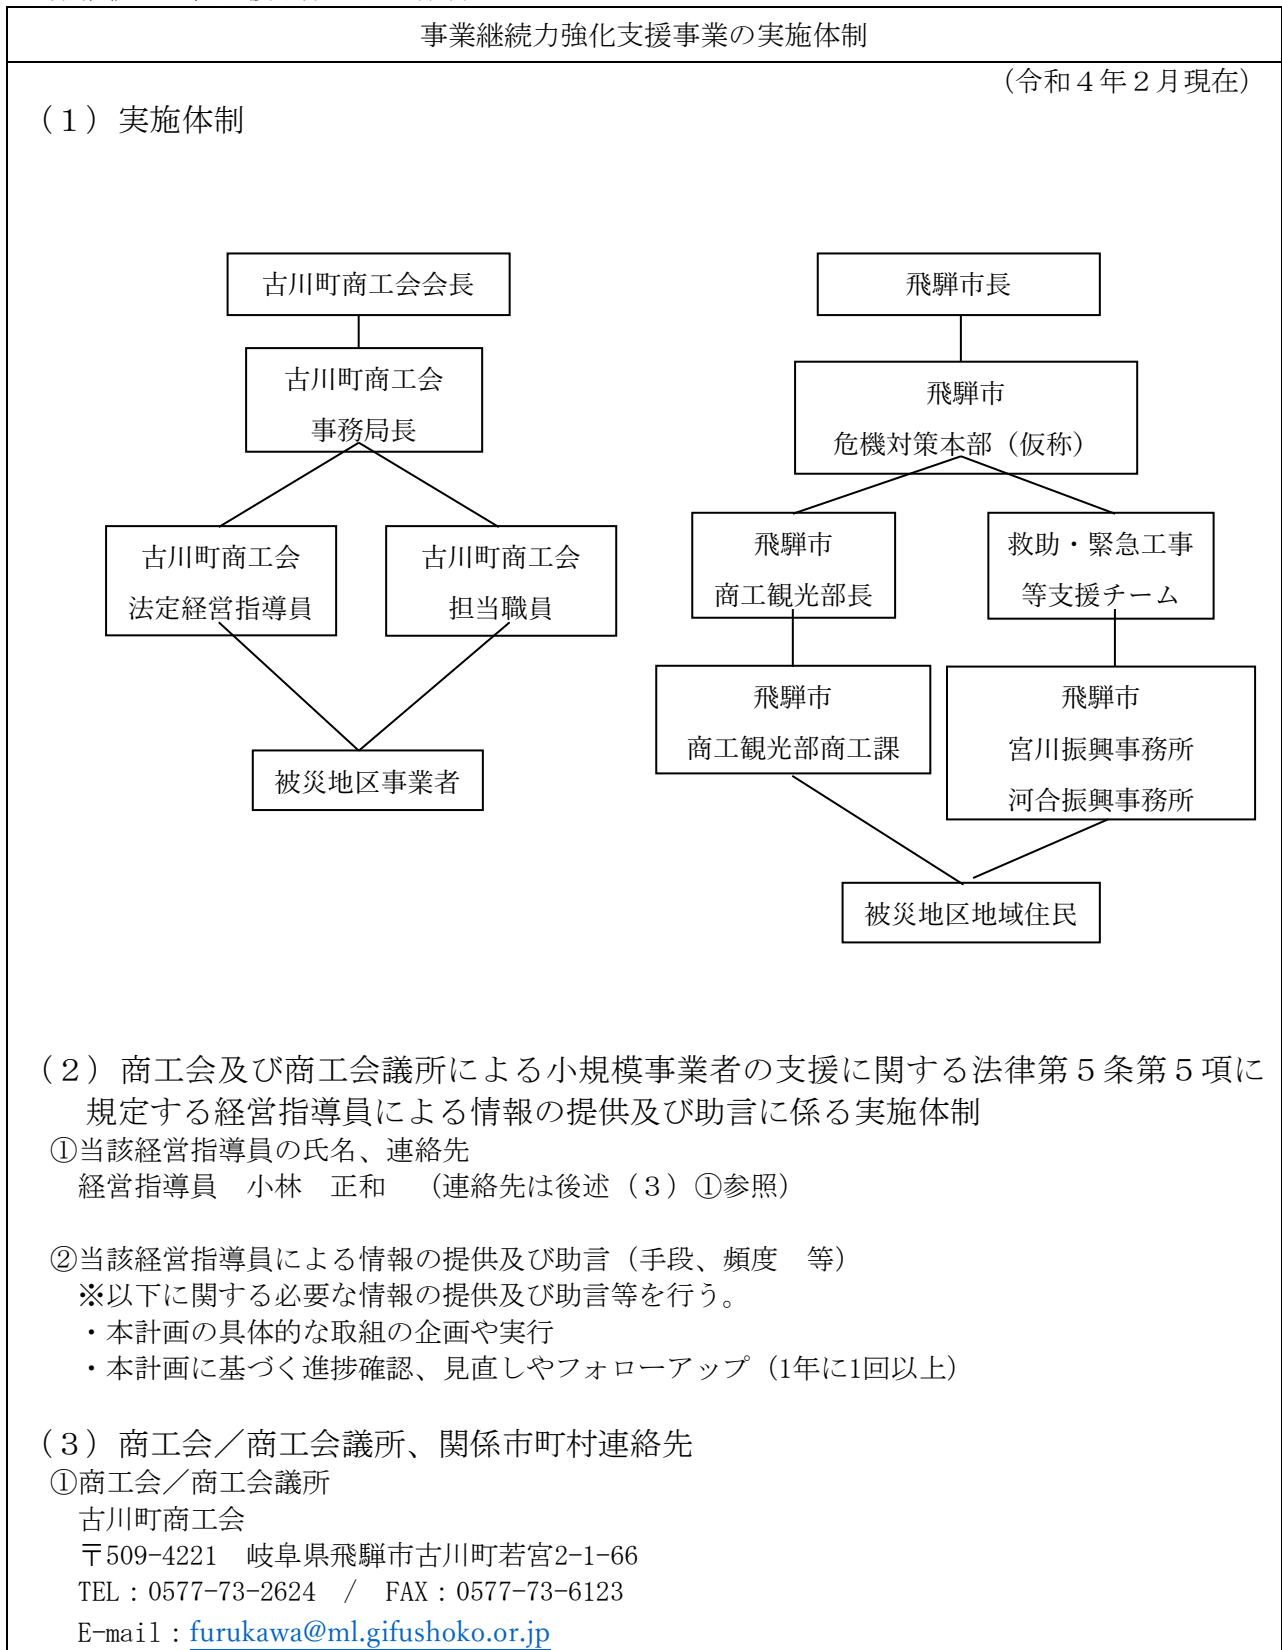 事業継続力強化支援事業の実施体制
（令和４年２月現在）
（１）実施体制
古川町商工会会長
古川町商工会
事務局長
古川町商工会
法定経営指導員
古川町商工会
担当職員
被災地区事業者
飛騨市長
飛騨市
危機対策本部（仮称）
飛騨市
商工観光部長
救助・緊急工事
等支援チーム
飛騨市
商工観光部商工課
飛騨市
宮川振興事務所
河合振興事務所
被災地区地域住民
（２）商工会及び商工会議所による小規模事業者の支援に関する法律第５条第５項に
規定する経営指導員による情報の提供及び助言に係る実施体制
①当該経営指導員の氏名、連絡先
経営指導員　小林　正和　（連絡先は後述（３）①参照）
②当該経営指導員による情報の提供及び助言（手段、頻度　等）
※以下に関する必要な情報の提供及び助言等を行う。
・本計画の具体的な取組の企画や実行
・本計画に基づく進捗確認、見直しやフォローアップ（1年に1回以上）
（３）商工会／商工会議所、関係市町村連絡先
①商工会／商工会議所
古川町商工会
〒509-4221　岐阜県飛騨市古川町若宮2-1-66
TEL：0577-73-2624　/　FAX：0577-73-6123
E-mail：furukawa@ml.gifushoko.or.jp